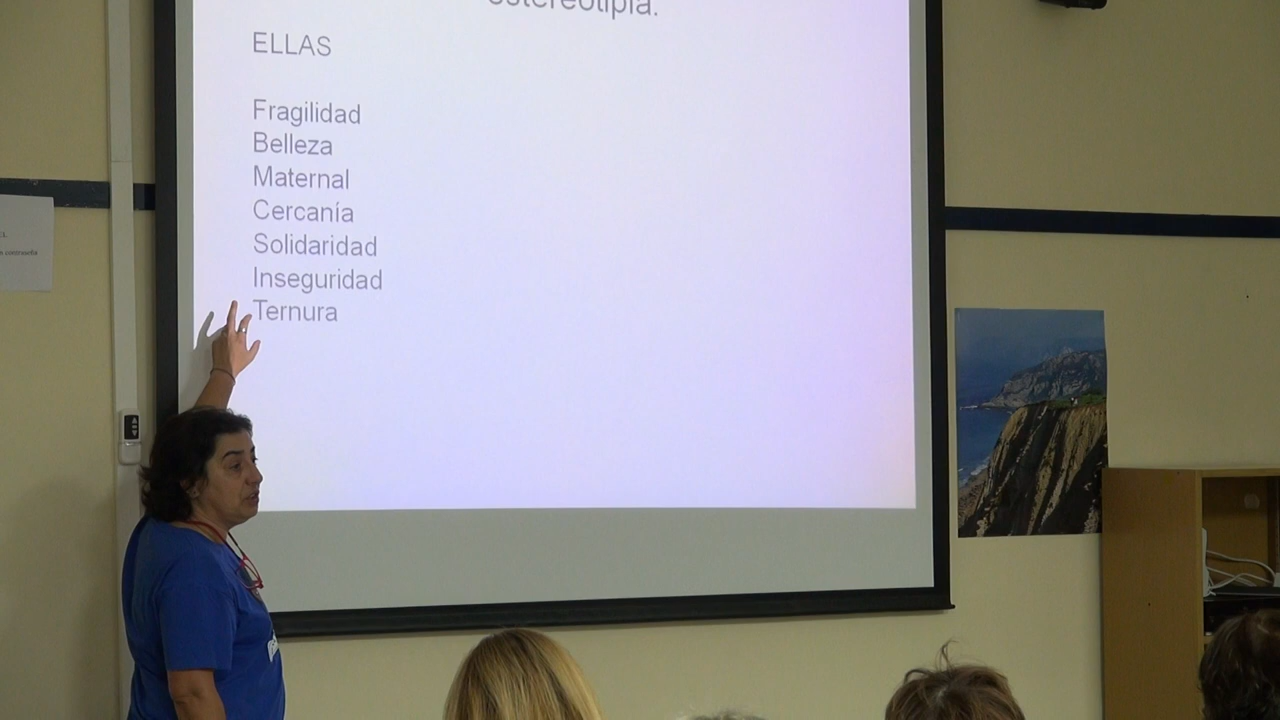 estereotipia.
ELLAS
Fragilidad
Belleza
Maternal
Cercanía
Solidaridad
Inseguridad
Ternura